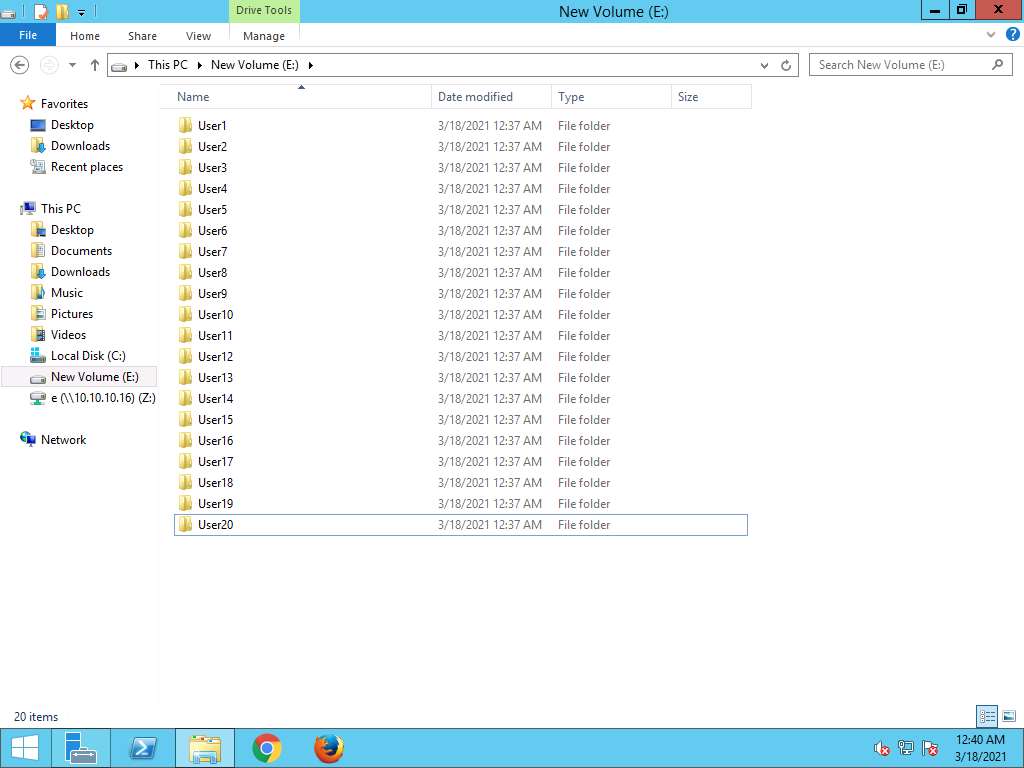 Drive Tools
New Volume (E:)
File Home Share View Manage
This PC New Volume (E:)
Search New Volume (E:)
Favorites
Desktop
Downloads
Recent places
This PC
Desktop
Documents
Downloads
Music
Pictures
Videos
Local Disk (C:)
New Volume (E:)
e (\\10.10.10.16) (Z:)
Network
Name Date modified Type Size
User1 3/18/2021 12:37 AM File folder
User2 3/18/2021 12:37 AM File folder
User3 3/18/2021 12:37 AM File folder
User4 3/18/2021 12:37 AM File folder
User5 3/18/2021 12:37 AM File folder
User6 3/18/2021 12:37 AM File folder
User7 3/18/2021 12:37 AM File folder
User8 3/18/2021 12:37 AM File folder
User9 3/18/2021 12:37 AM File folder
User10 3/18/2021 12:37 AM File folder
User11 3/18/2021 12:37 AM File folder
User12 3/18/2021 12:37 AM File folder
User13 3/18/2021 12:37 AM File folder
User14 3/18/2021 12:37 AM File folder
User15 3/18/2021 12:37 AM File folder
User16 3/18/2021 12:37 AM File folder
User17 3/18/2021 12:37 AM File folder
User18 3/18/2021 12:37 AM File folder
User19 3/18/2021 12:37 AM File folder
User20 3/18/2021 12:37 AM File folder
20 items
12:40 AM
3/18/2021